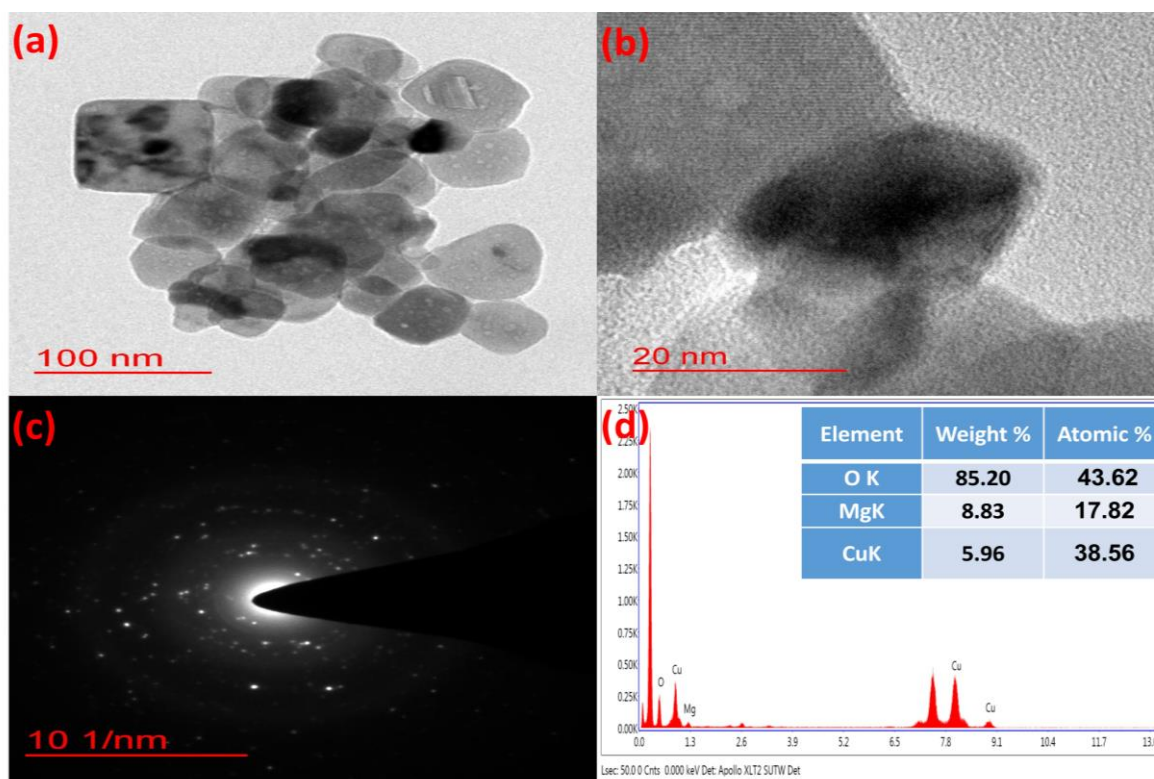 (a)
100 nm
(b)
20 nm
(c)
10 1/nm
(d)
2.50K
2.25K
2.00K
1.75K
1.50K
1.25K
1.00K
0.75K
0.50K
0.25K
0.00K
Element Weight % Atomic %
O K 85.20 43.62
MgK 8.83 17.82
CuK 5.96 38.56
O
Cu
Mg
Cu
Cu
0.0 1.3 2.6 3.9 5.2 6.5 7.8 9.1 10.4 11.7 13.0
Lsec: 50.0 0 Cnts 0.000 keV Det: Apollo XLT2 SUTW Det